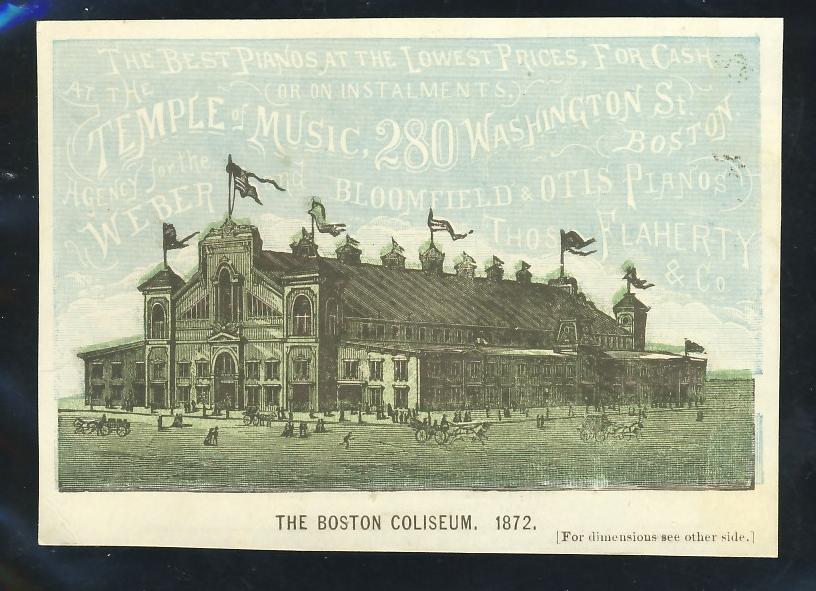 THE BEST PIANOS AT THE LOWEST PRICES, FOR CASH
AT THE (OR ON INSTALMENTS,)
TEMPLE of MUSIC, 280 WASHINGTON St. BOSTON.
AGENCY for the
WEBER and BLOOMFIELD & OTIS PIANOS
THOS FLAHERTY
& Co
THE BOSTON COLISEUM. 1872.
[For dimensions see other side.]